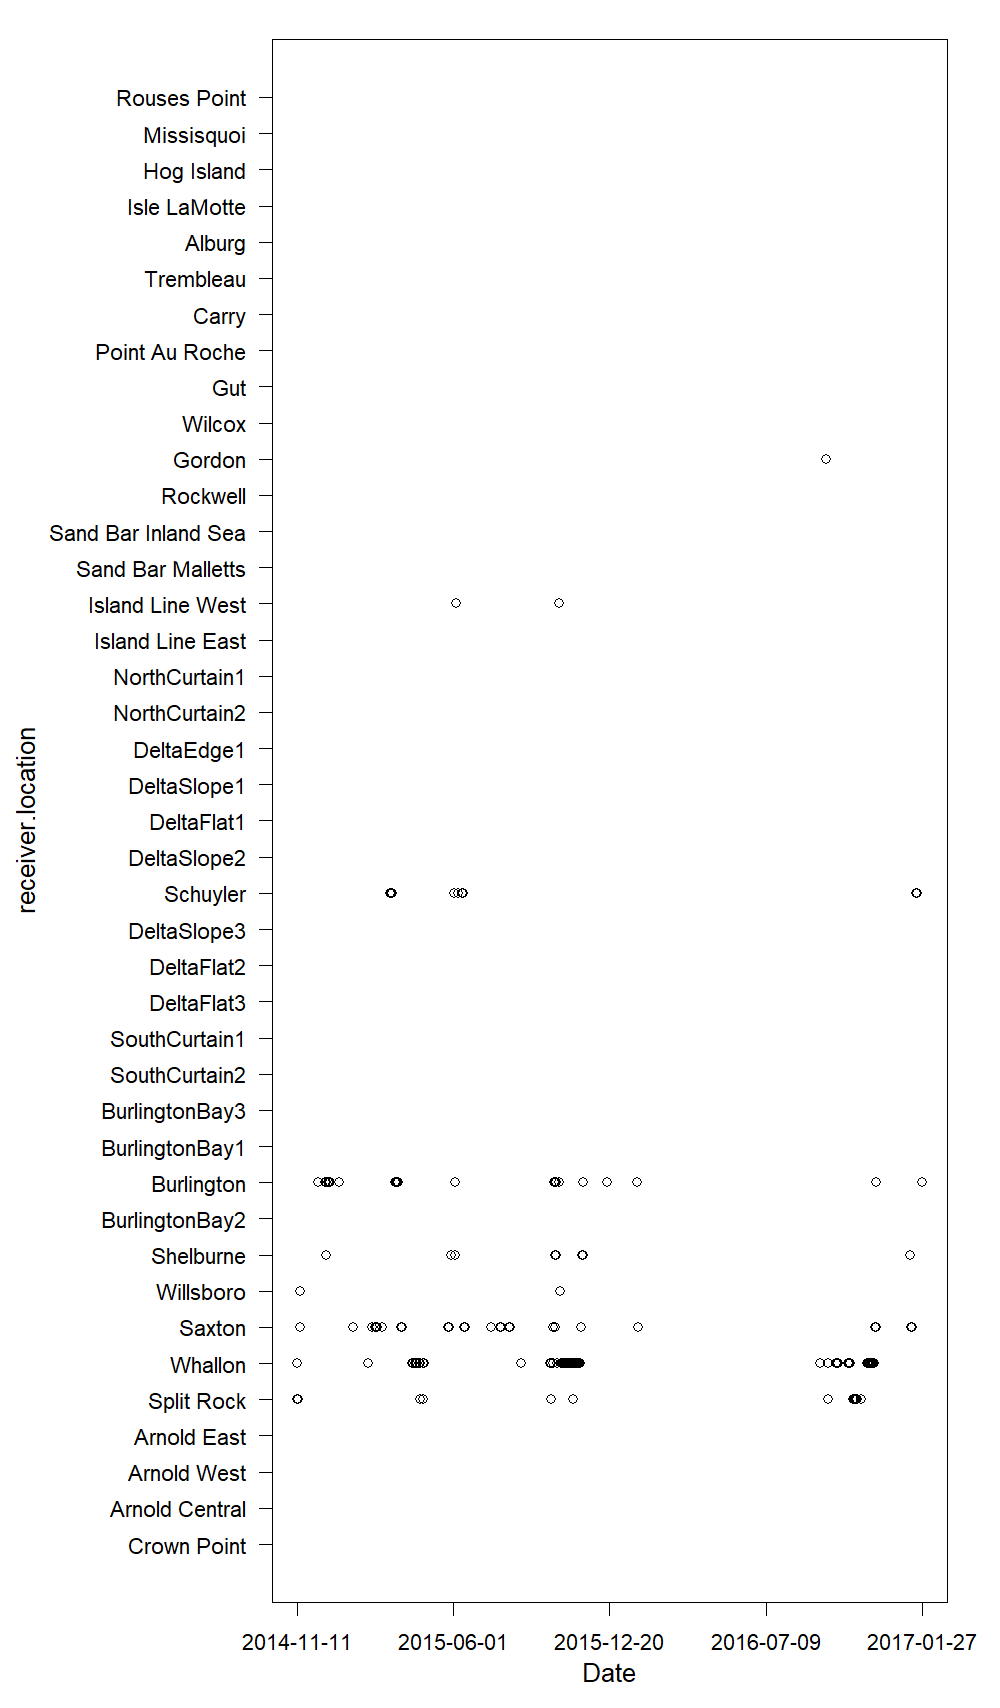 Rouses Point
Missisquoi
Hog Island
Isle LaMotte
Alburg
Trembleau
Carry
Point Au Roche
Gut
Wilcox
Gordon
Rockwell
Sand Bar Inland Sea
Sand Bar Malletts
Island Line West
Island Line East
NorthCurtain1
NorthCurtain2
DeltaEdge1
DeltaSlope1
DeltaFlat1
DeltaSlope2
Schuyler
DeltaSlope3
DeltaFlat2
DeltaFlat3
SouthCurtain1
SouthCurtain2
BurlingtonBay3
BurlingtonBay1
Burlington
BurlingtonBay2
Shelburne
Willsboro
Saxton
Whallon
Split Rock
Arnold East
Arnold West
Arnold Central
Crown Point
receiver.location
2014-11-11 2015-06-01 2015-12-20 2016-07-09 2017-01-27
Date